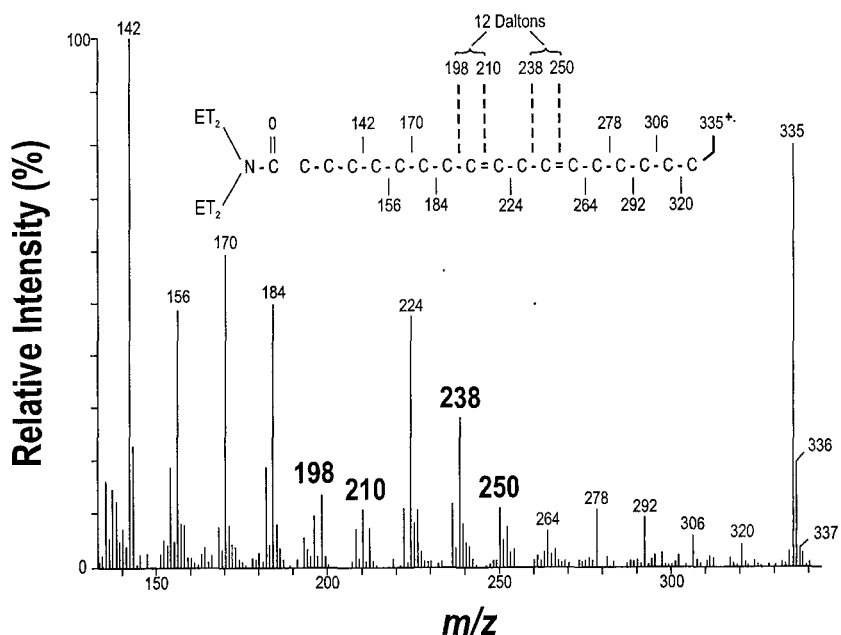 12 Daltons
198 210 238 250
142
100
ET2 O 142 170 278 306 335+.
N-C C-C-C-C-C-C-C-C=C-C-C=C-C-C-C-C-C
ET2 156 184 224 264 292 320
335
170
156 184 224
238
198 210 250
264 278 292 306 320
336
337
0
150 200 250 300
Relative Intensity (%)
m/z